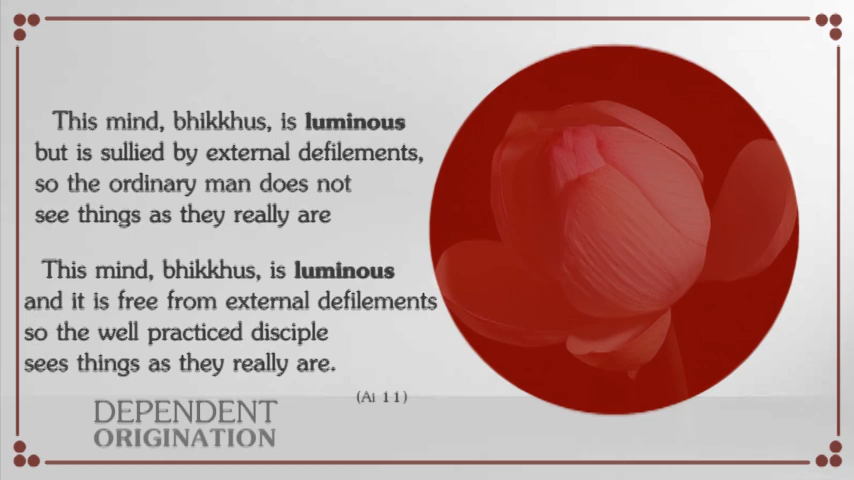 This mind, bhikkhus, is luminous
but is sullied by external defilements,
so the ordinary man does not
see things as they really are
This mind, bhikkhus, is luminous
and it is free from external defilements
so the well practiced disciple
sees things as they really are.
(Ai 11)
DEPENDENT
ORIGINATION